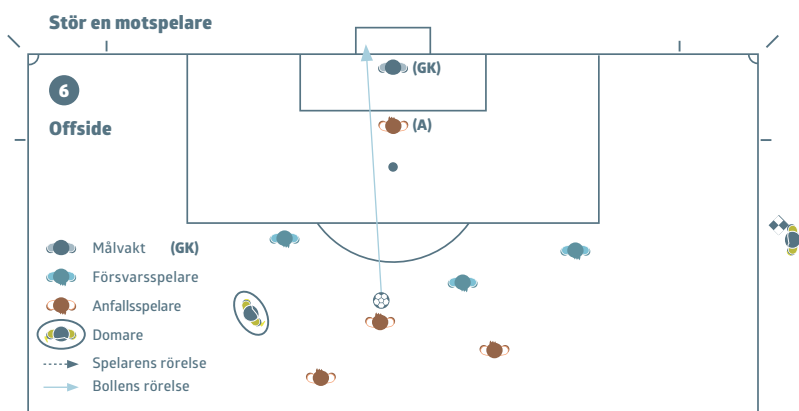 Stör en motspelare
(GK)
6
Offside
(A)
Målvakt (GK)
Försvarsspelare
Anfallsspelare
Domare
Spelarens rörelse
Bollens rörelse